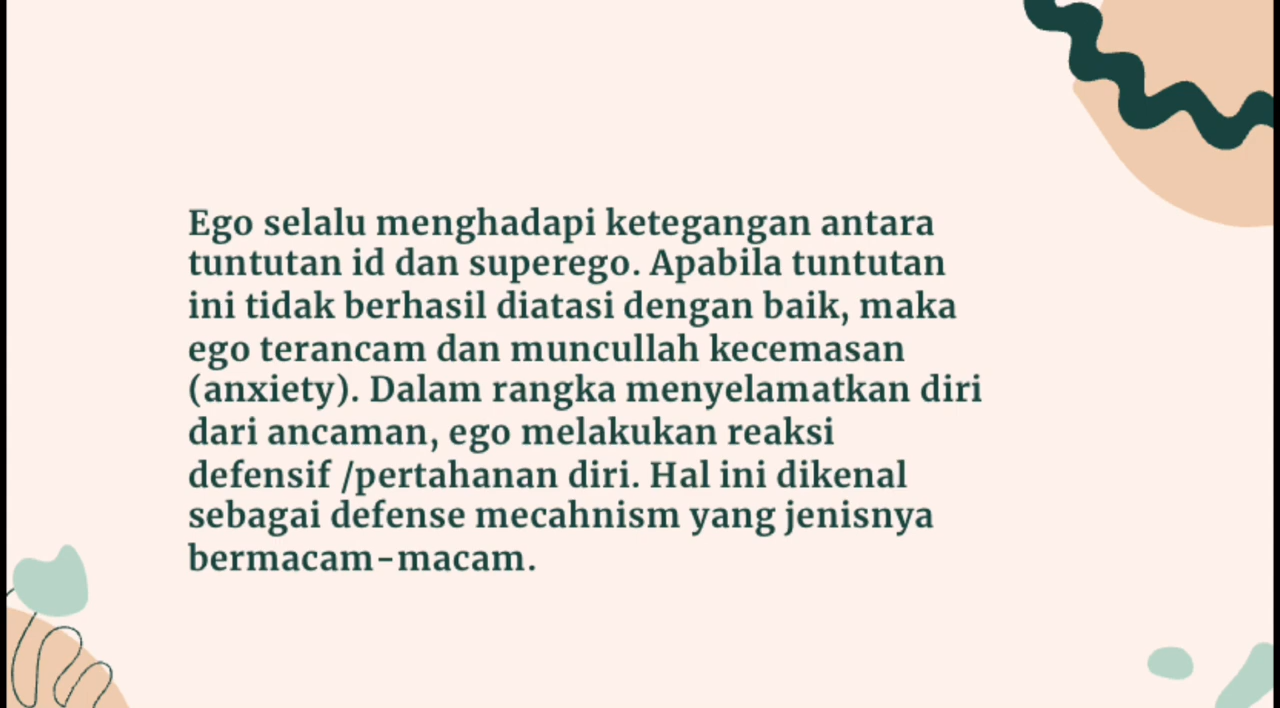 Ego selalu menghadapi ketegangan antara
tuntutan id dan superego. Apabila tuntutan
ini tidak berhasil diatasi dengan baik, maka
ego terancam dan muncullah kecemasan
(anxiety). Dalam rangka menyelamatkan diri
dari ancaman, ego melakukan reaksi
defensif /pertahanan diri. Hal ini dikenal
sebagai defense mecahnism yang jenisnya
bermacam-macam.